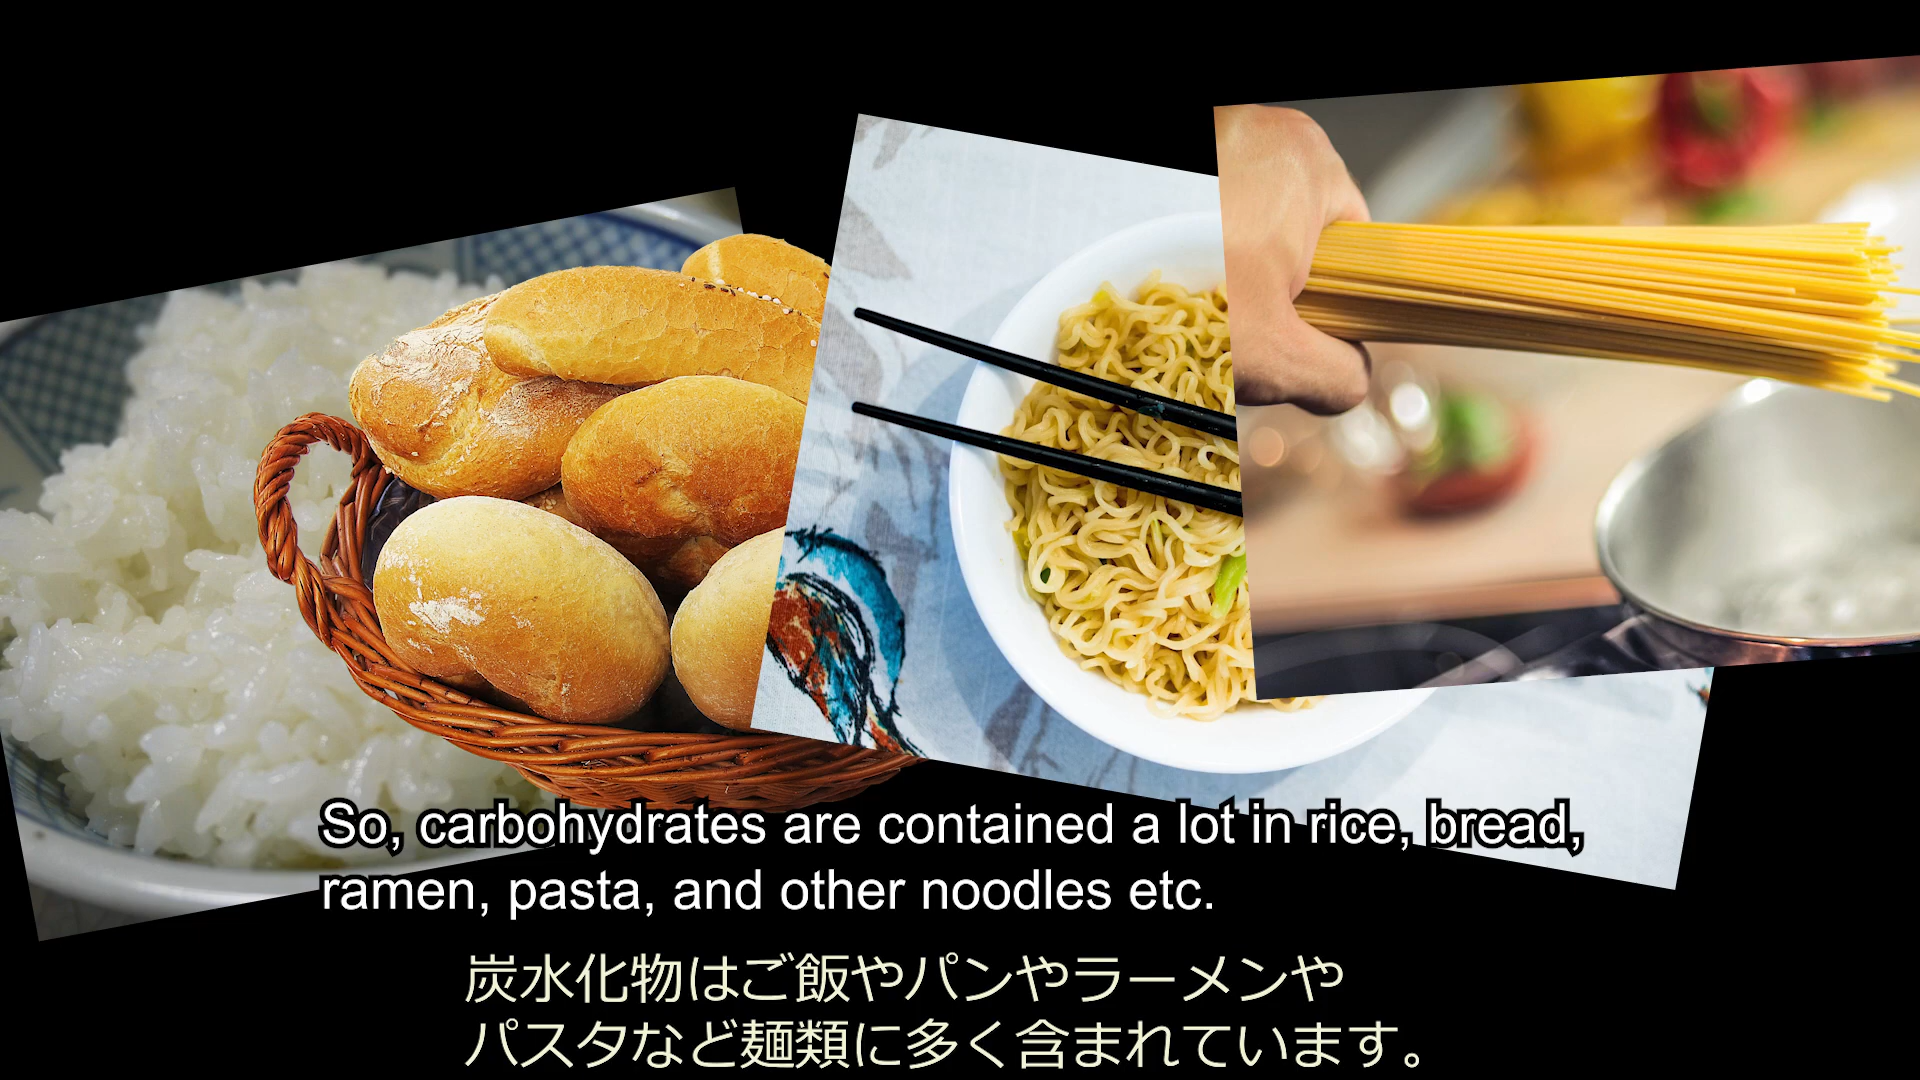 So, carbohydrates are contained a lot in rice, bread,
ramen, pasta, and other noodles etc.
炭水化物はご飯やパンやラーメンや
パスタなど麺類に多く含まれています。